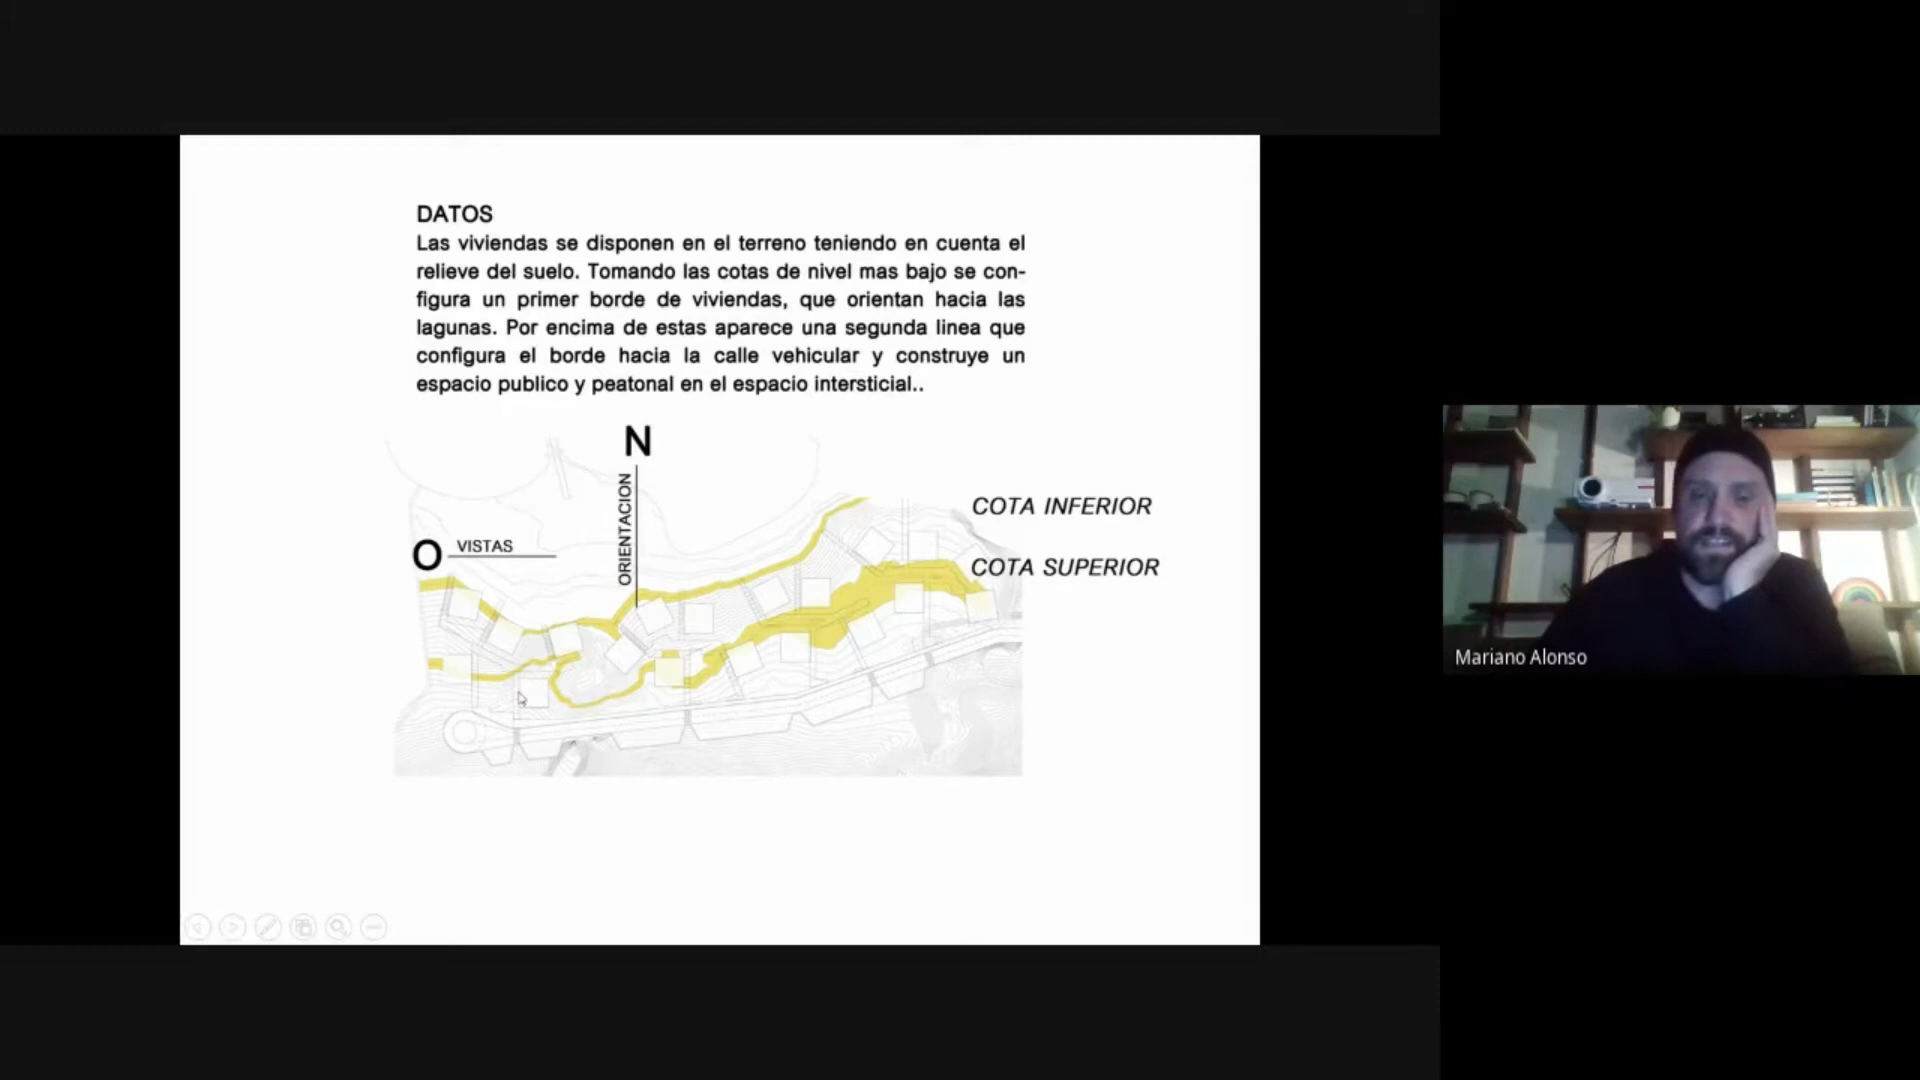 DATOS
Las viviendas se disponen en el terreno teniendo en cuenta el
relieve del suelo. Tomando las cotas de nivel mas bajo se con-
figura un primer borde de viviendas, que orientan hacia las
lagunas. Por encima de estas aparece una segunda linea que
configura el borde hacia la calle vehicular y construye un
espacio publico y peatonal en el espacio intersticial..
N
ORIENTACION
COTA INFERIOR
O VISTAS
COTA SUPERIOR
Mariano Alonso